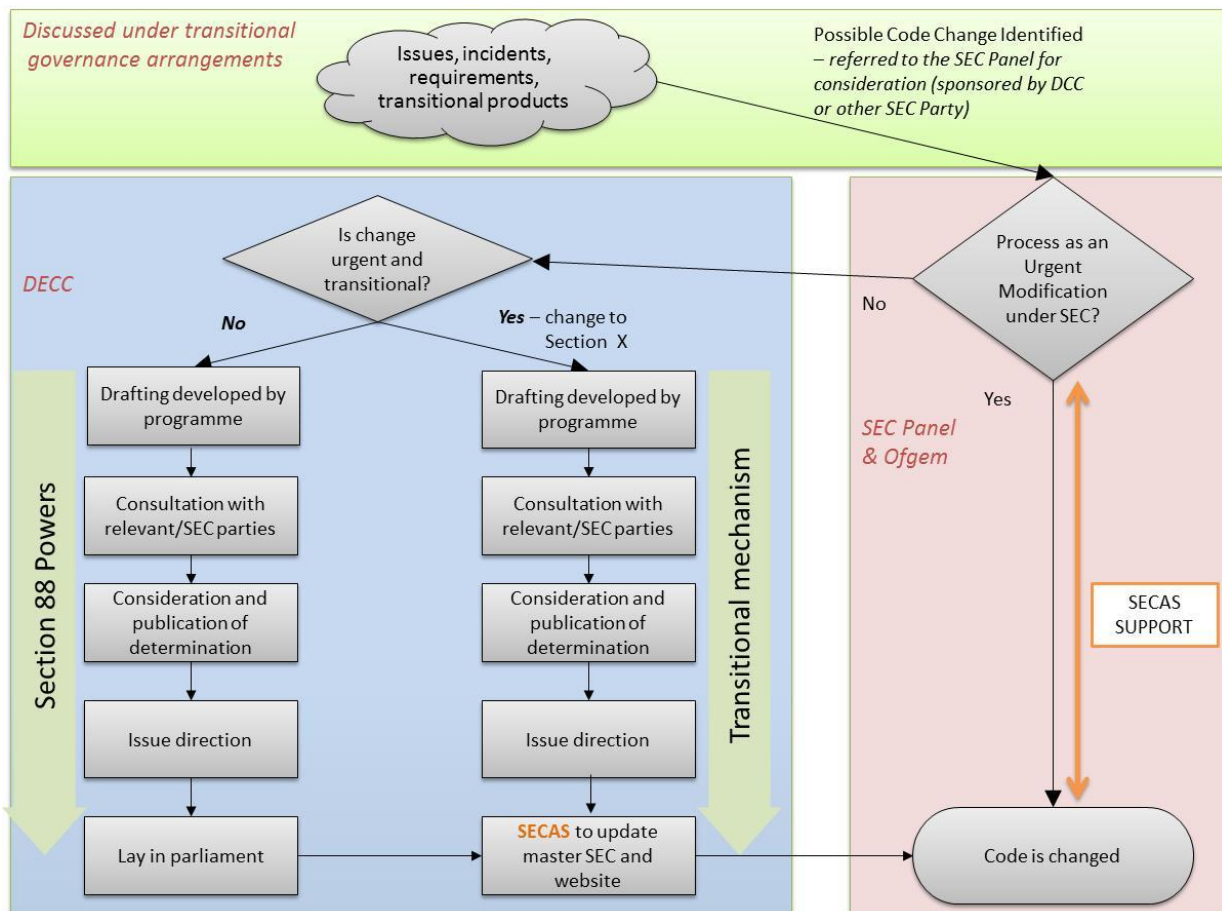 Discussed under transitional
governance arrangements
Issues, incidents,
requirements,
transitional products
Possible Code Change Identified
– referred to the SEC Panel for
consideration (sponsored by DCC
or other SEC Party)
DECC
Is change
urgent and
transitional?
No
Yes – change to
Section X
Process as an
Urgent
Modification
under SEC?
No
Yes
SEC Panel
& Ofgem
Section 88 Powers
Drafting developed by
programme
Consultation with
relevant/SEC parties
Consideration and
publication of
determination
Issue direction
Lay in parliament
Drafting developed by
programme
Consultation with
relevant/SEC parties
Consideration and
publication of
determination
Issue direction
SECAS to update
master SEC and
website
Transitional mechanism
SECAS
SUPPORT
Code is changed